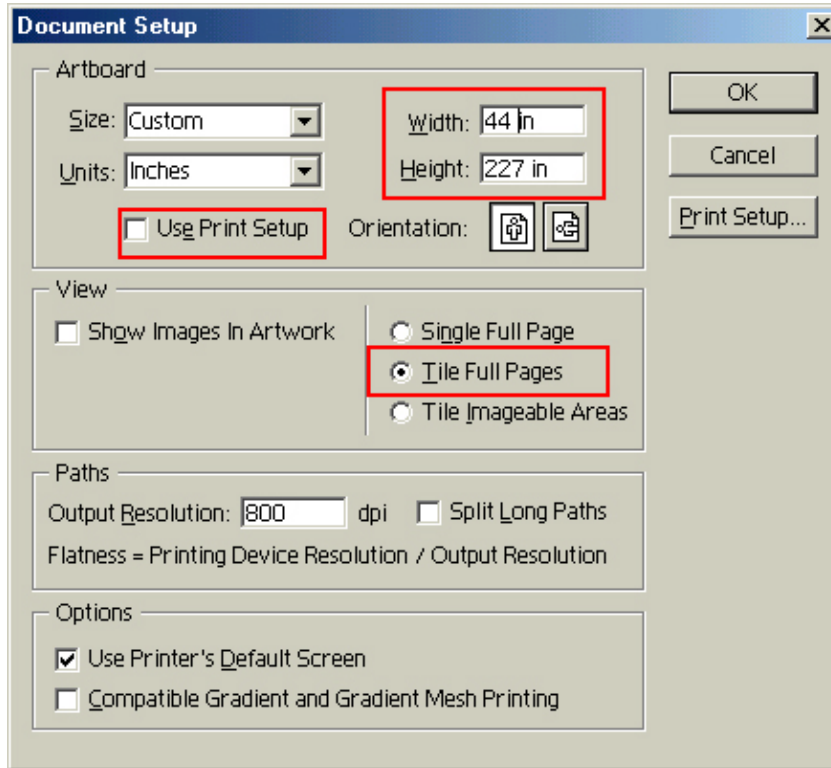 Document Setup
Artboard
Size: Custom
Width: 44 in
Units: Inches
Height: 227 in
Use Print Setup
Orientation:
OK
Cancel
Print Setup...
View
Show Images In Artwork
Single Full Page
Tile Full Pages
Tile Imageable Areas
Paths
Output Resolution: 800 dpi
Split Long Paths
Flatness = Printing Device Resolution / Output Resolution
Options
Use Printer's Default Screen
Compatible Gradient and Gradient Mesh Printing